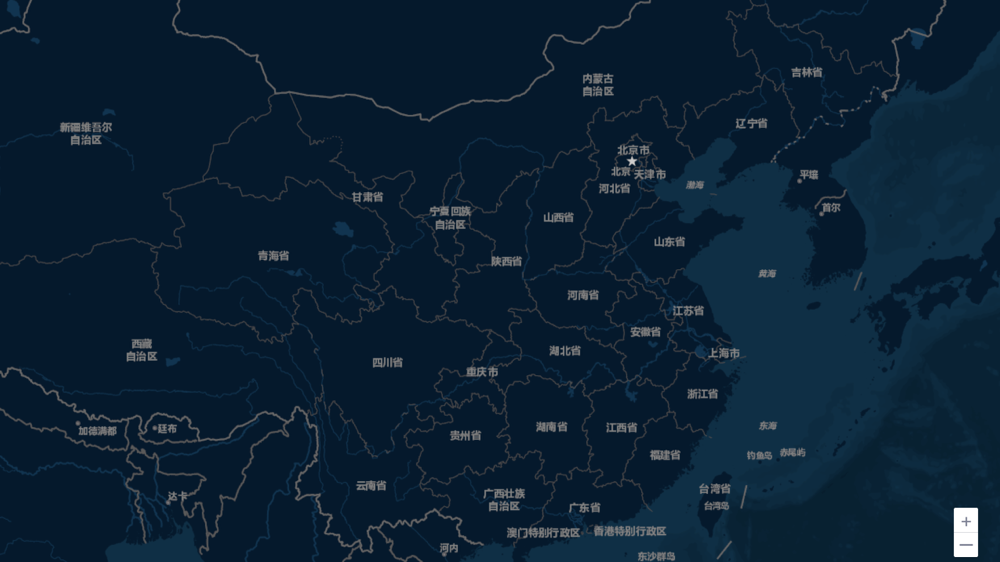 吉林省
内蒙古
自治区
辽宁省
新疆维吾尔
自治区
北京市
北京
天津市
平壤
渤海
河北省
甘肃省
首尔
宁夏回族
自治区
山西省
山东省
青海省
陕西省
黄海
河南省
江苏省
安徽省
西藏
自治区
湖北省
上海市
四川省
重庆市
浙江省
加德满都
廷布
东海
湖南省
江西省
贵州省
福建省
钓鱼岛
赤尾屿
云南省
台湾省
达卡
广西壮族
自治区
广东省
台湾岛
澳门特别行政区
香港特别行政区
河内
东沙群岛
+
−